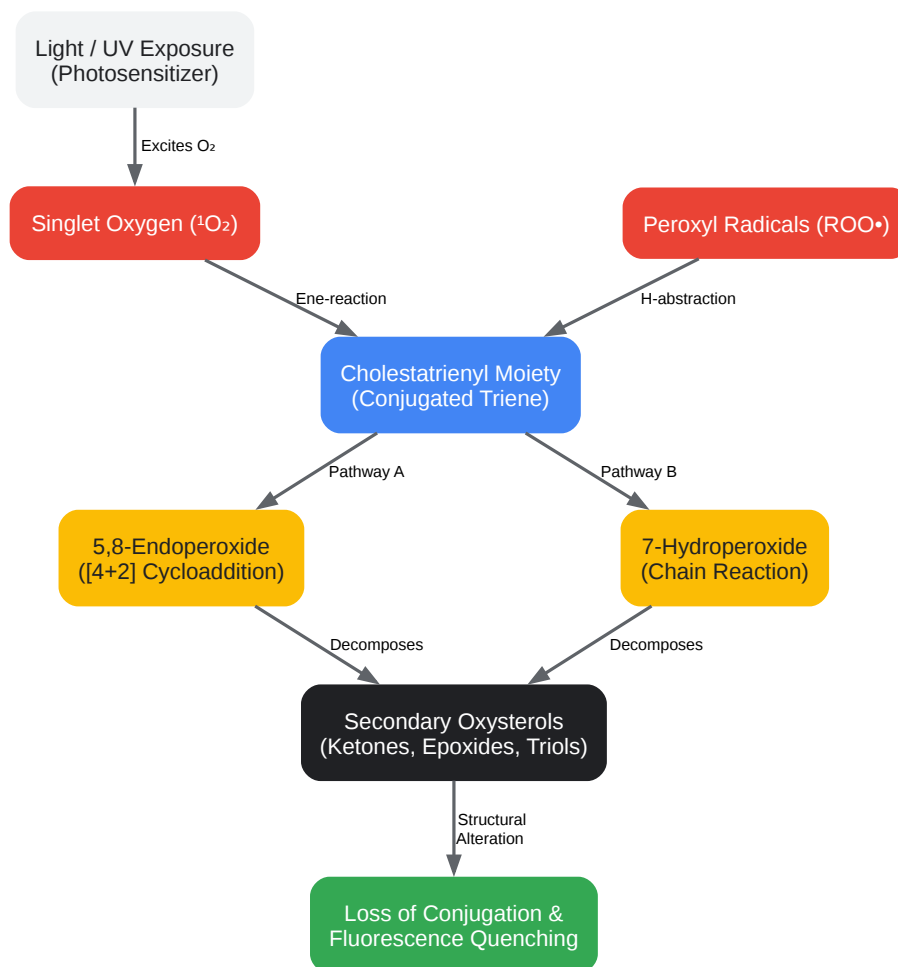 Light / UV Exposure
(Photosensitizer)
Excites O₂
Singlet Oxygen (¹O₂)
Peroxyl Radicals (ROO•)
Ene-reaction
H-abstraction
Cholestatrienyl Moiety
(Conjugated Triene)
Pathway A
Pathway B
5,8-Endoperoxide
([4+2] Cycloaddition)
7-Hydroperoxide
(Chain Reaction)
Decomposes
Decomposes
Secondary Oxysterols
(Ketones, Epoxides, Triols)
Structural
Alteration
Loss of Conjugation &
Fluorescence Quenching